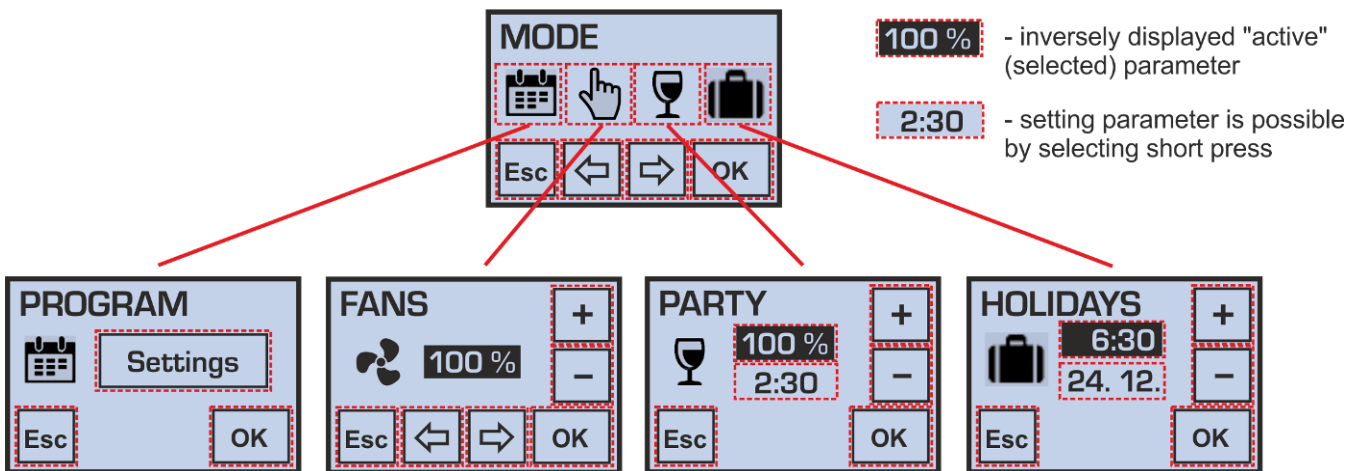 MODE
Esc
OK
100 %
- inversely displayed "active"
(selected) parameter
2:30
- setting parameter is possible
by selecting short press
PROGRAM
Settings
Esc
OK
FANS
+
100 %
–
Esc
OK
PARTY
+
100 %
2:30
–
Esc
OK
HOLIDAYS
+
6:30
24. 12.
–
Esc
OK